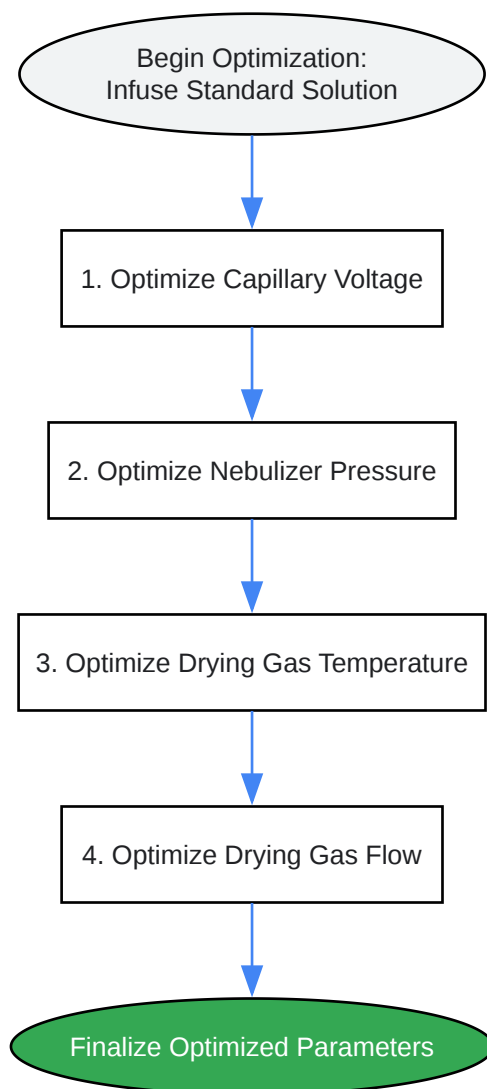 Begin Optimization:
Infuse Standard Solution
1. Optimize Capillary Voltage
2. Optimize Nebulizer Pressure
3. Optimize Drying Gas Temperature
4. Optimize Drying Gas Flow
Finalize Optimized Parameters